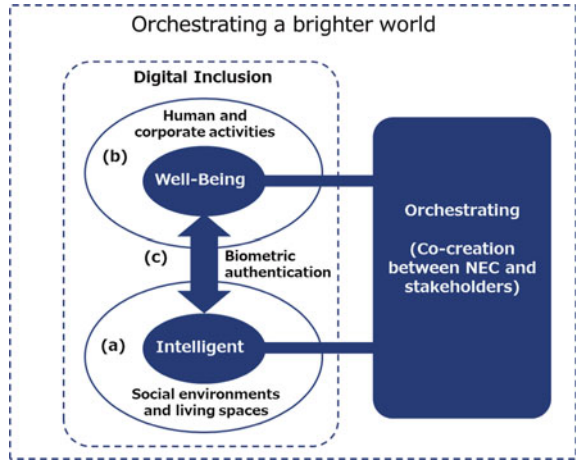 Orchestrating a brighter world
Digital Inclusion
Human and
corporate activities
(b)
Well-Being
(c)
Biometric
authentication
(a)
Intelligent
Social environments
and living spaces
Orchestrating
(Co-creation
between NEC and
stakeholders)